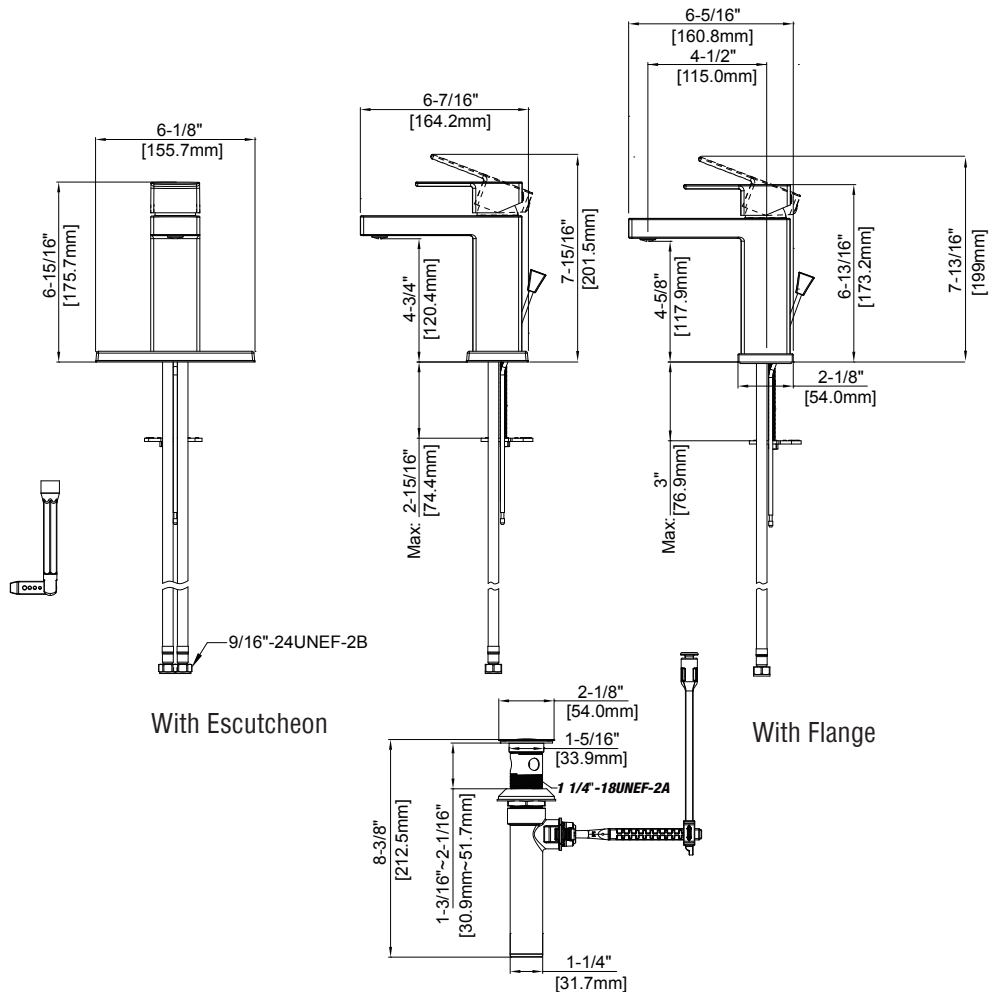 6-1/8"
[155.7mm]
6-15/16"
[175.7mm]
9/16"-24UNEF-2B
With Escutcheon
6-7/16"
[164.2mm]
4-3/4"
[120.4mm]
7-15/16"
[201.5mm]
Max: 2-15/16"
[74.4mm]
6-5/16"
[160.8mm]
4-1/2"
[115.0mm]
4-5/8"
[117.9mm]
6-13/16"
[173.2mm]
7-13/16"
[199mm]
2-1/8"
[54.0mm]
Max: 3"
[76.9mm]
With Flange
2-1/8"
[54.0mm]
1-5/16"
[33.9mm]
1 1/4"-18UNEF-2A
8-3/8"
[212.5mm]
1-3/16"~2-1/16"
[30.9mm~51.7mm]
1-1/4"
[31.7mm]